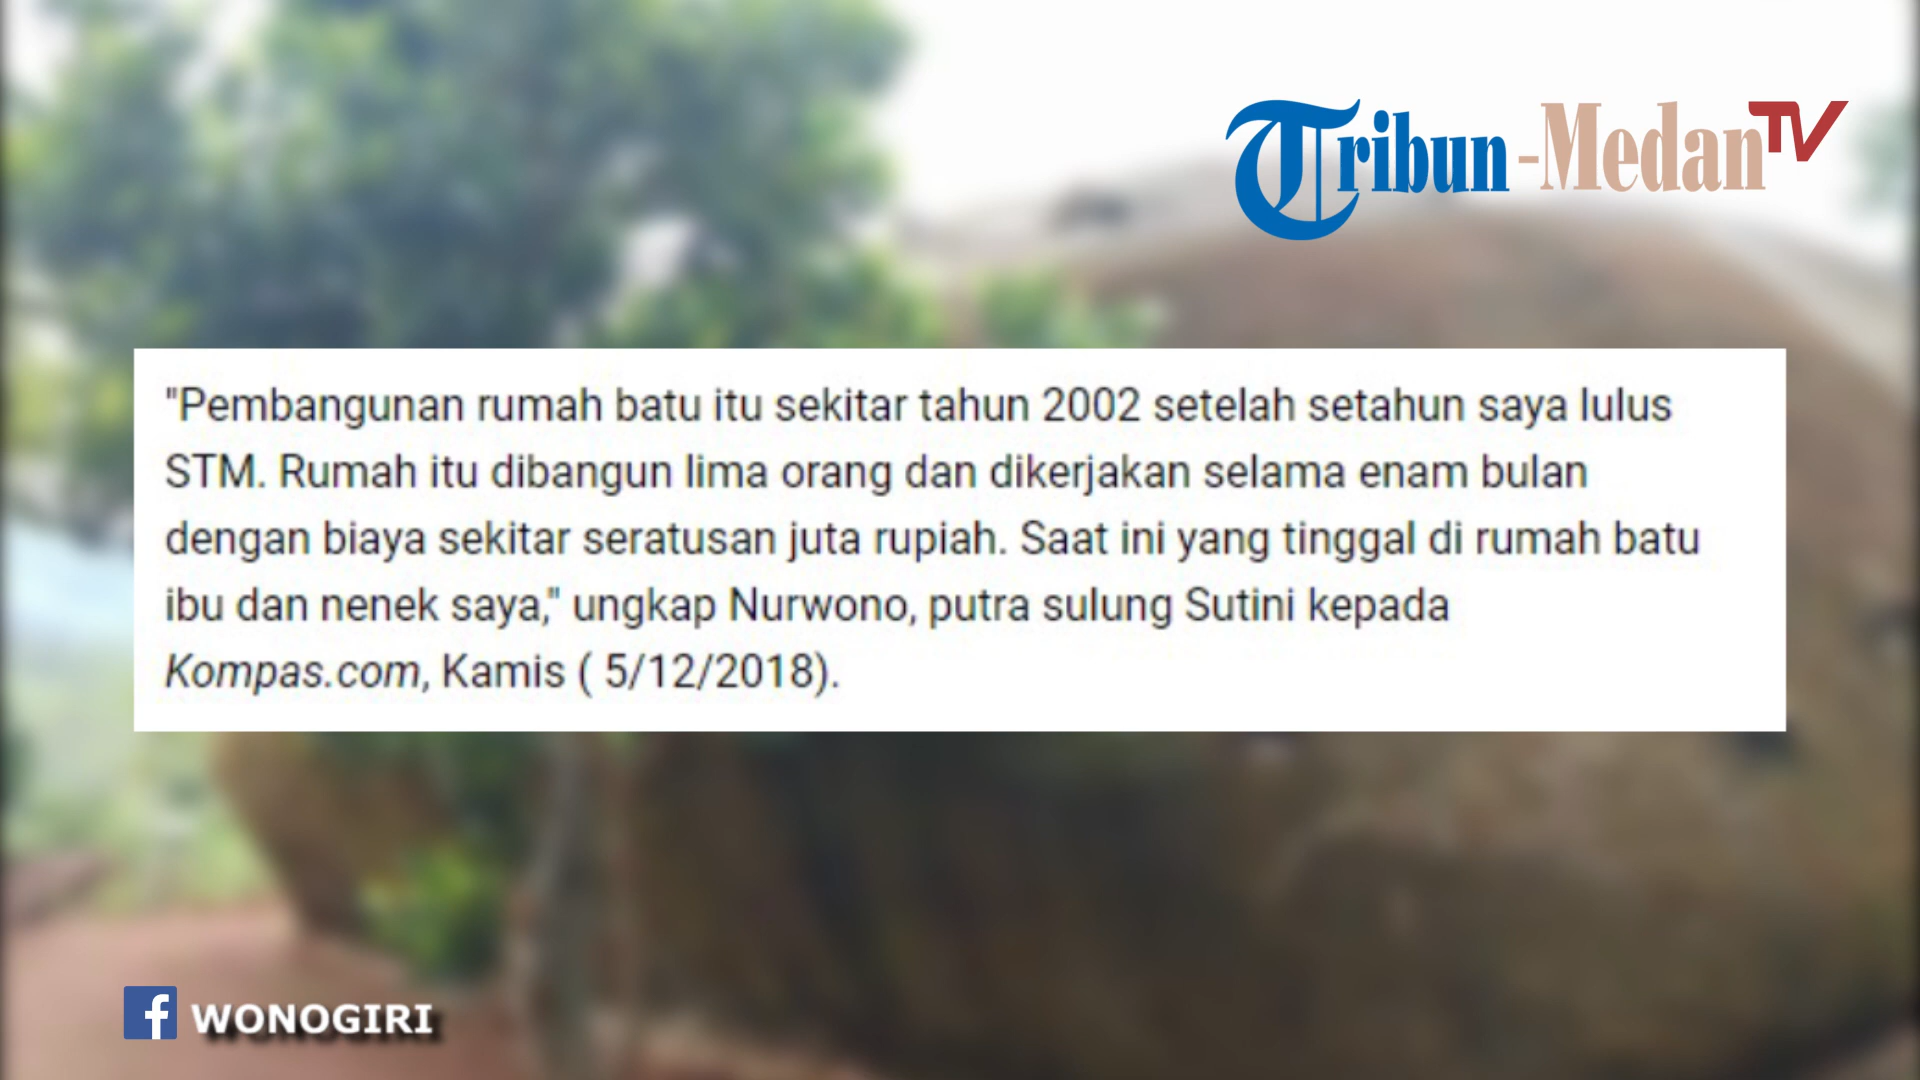 Tribun-Medan TV
"Pembangunan rumah batu itu sekitar tahun 2002 setelah setahun saya lulus
STM. Rumah itu dibangun lima orang dan dikerjakan selama enam bulan
dengan biaya sekitar seratusan juta rupiah. Saat ini yang tinggal di rumah batu
ibu dan nenek saya," ungkap Nurwono, putra sulung Sutini kepada
Kompas.com, Kamis ( 5/12/2018).
f WONOGIRI